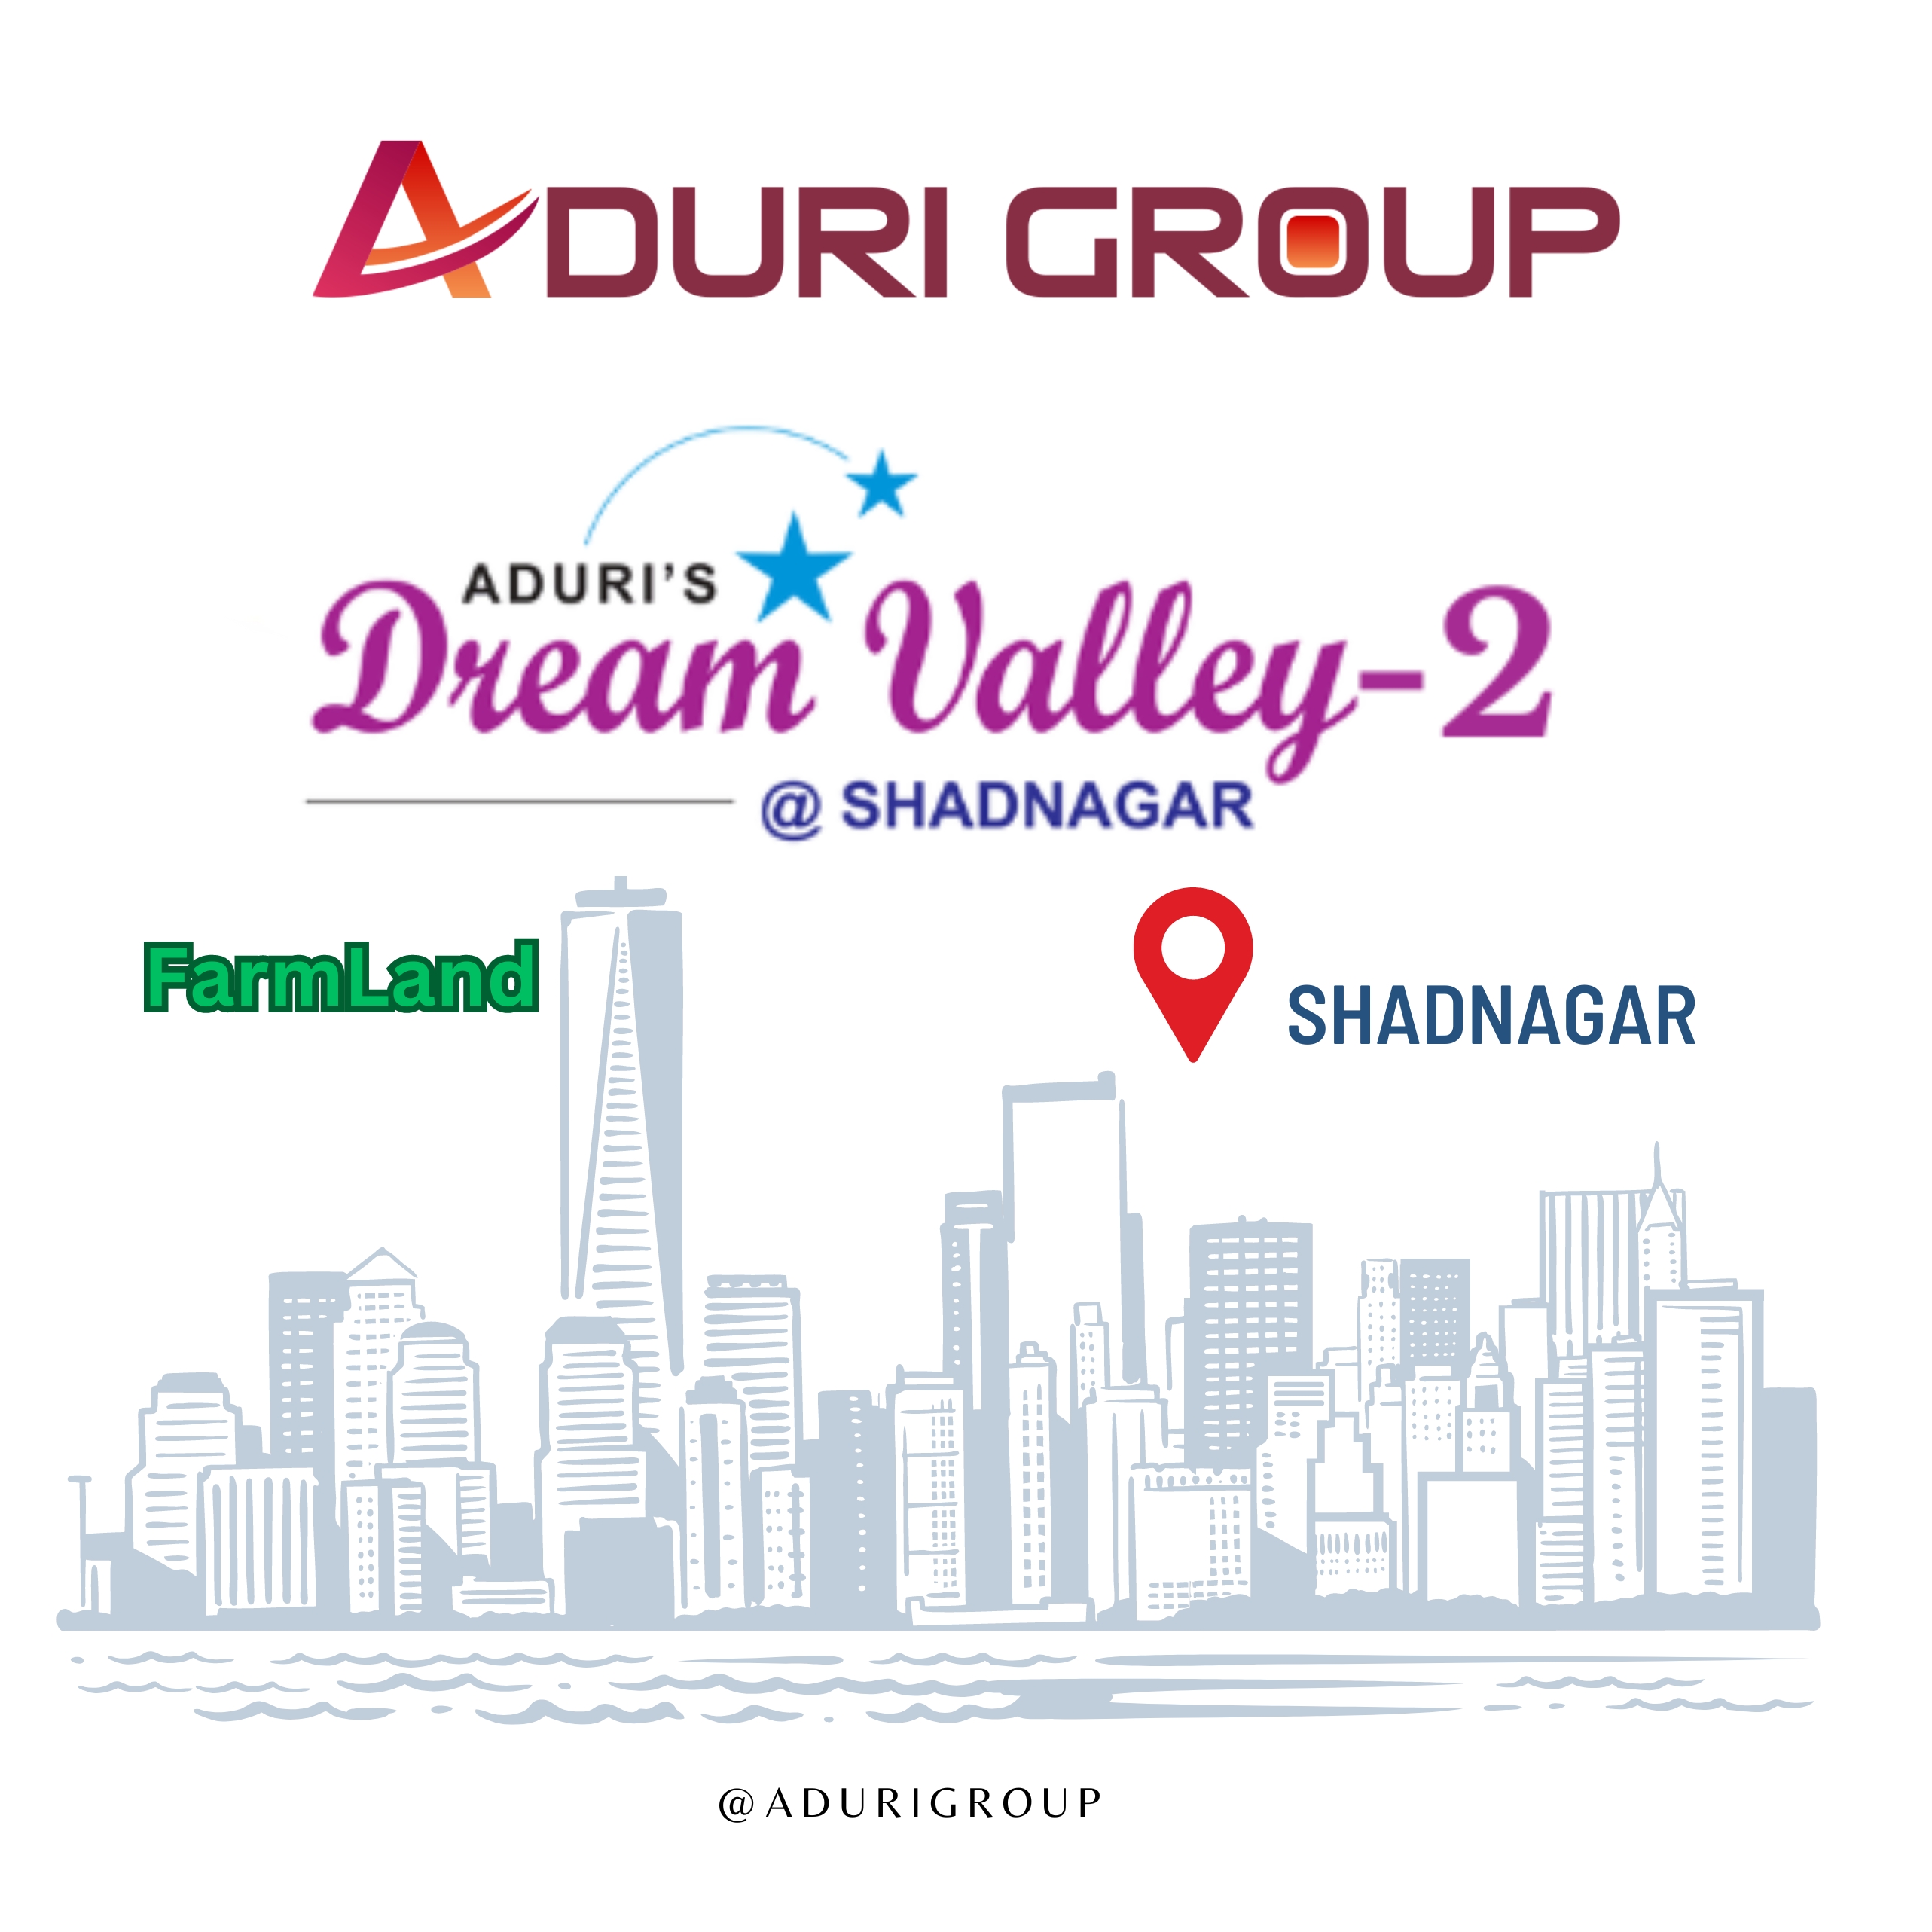 ADURI GROUP
ADURI'S
Dream Valley-2
@ SHADNAGAR
FarmLand
SHADNAGAR
@ADURIGROUP